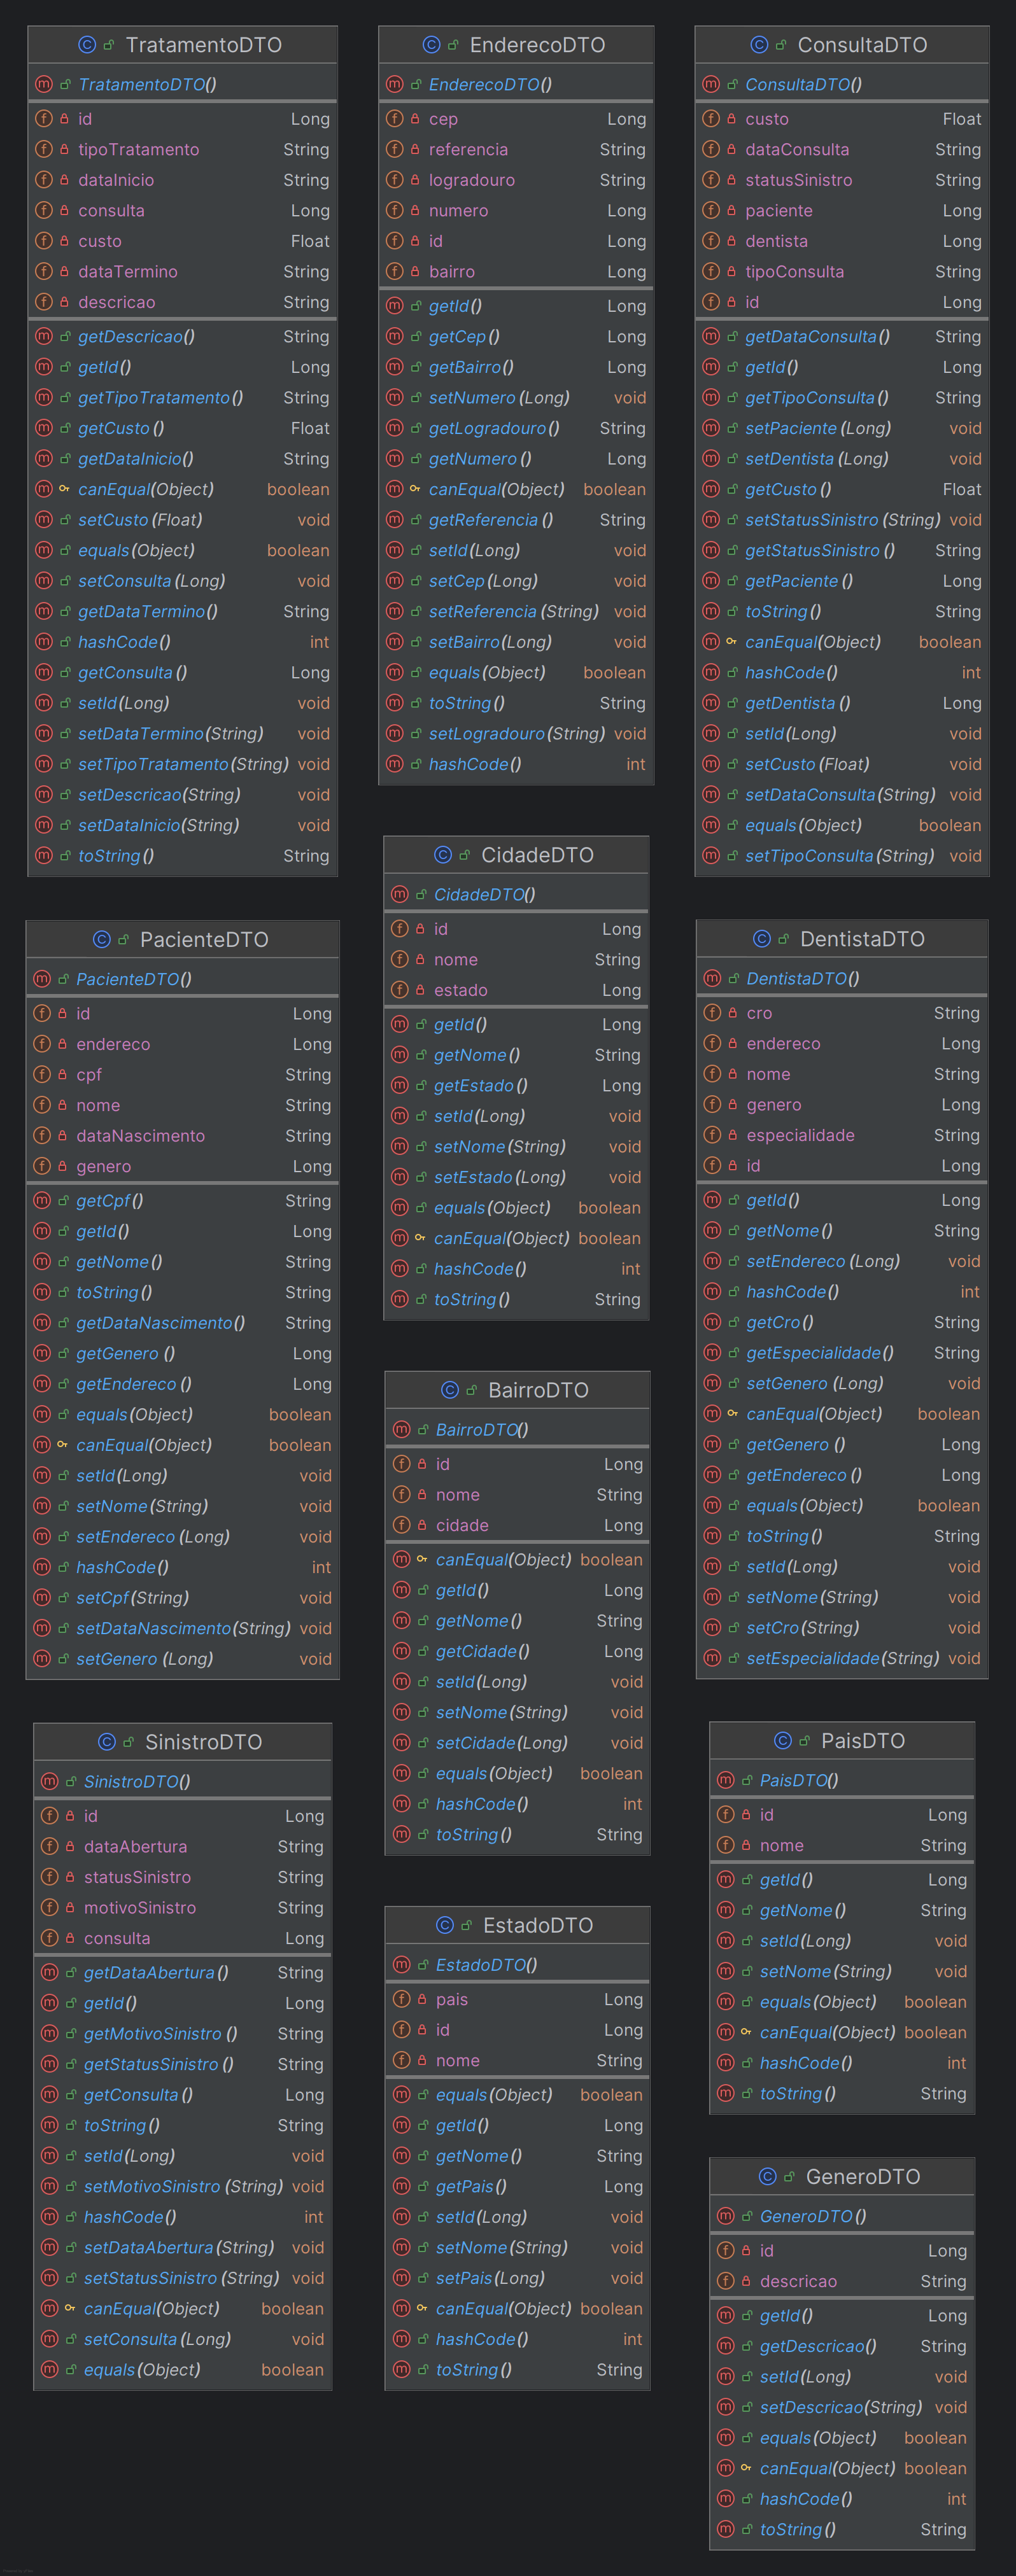 TratamentoDTO
TratamentoDTO()
id Long
tipoTratamento String
dataInicio String
consulta Long
custo Float
dataTermino String
descricao String
getDescricao() String
getId() Long
getTipoTratamento() String
getCusto() Float
getDataInicio() String
canEqual(Object) boolean
setCusto(Float) void
equals(Object) boolean
setConsulta(Long) void
getDataTermino() String
hashCode() int
getConsulta() Long
setId(Long) void
setDataTermino(String) void
setTipoTratamento(String) void
setDescricao(String) void
setDataInicio(String) void
toString() String
EnderecoDTO
EnderecoDTO()
cep Long
referencia String
logradouro String
numero Long
id Long
bairro Long
getId() Long
getCep() Long
getBairro() Long
setNumero(Long) void
getLogradouro() String
getNumero() Long
canEqual(Object) boolean
getReferencia() String
setId(Long) void
setCep(Long) void
setReferencia(String) void
setBairro(Long) void
equals(Object) boolean
toString() String
setLogradouro(String) void
hashCode() int
ConsultaDTO
ConsultaDTO()
custo Float
dataConsulta String
statusSinistro String
paciente Long
dentista Long
tipoConsulta String
id Long
getDataConsulta() String
getId() Long
getTipoConsulta() String
setPaciente(Long) void
setDentista(Long) void
getCusto() Float
setStatusSinistro(String) void
getStatusSinistro() String
getPaciente() Long
toString() String
canEqual(Object) boolean
hashCode() int
getDentista() Long
setId(Long) void
setCusto(Float) void
setDataConsulta(String) void
equals(Object) boolean
setTipoConsulta(String) void
PacienteDTO
PacienteDTO()
id Long
endereco Long
cpf String
nome String
dataNascimento String
genero Long
getCpf() String
getId() Long
getNome() String
toString() String
getDataNascimento() String
getGenero() Long
getEndereco() Long
equals(Object) boolean
canEqual(Object) boolean
setId(Long) void
setNome(String) void
setEndereco(Long) void
hashCode() int
setCpf(String) void
setDataNascimento(String) void
setGenero(Long) void
CidadeDTO
CidadeDTO()
id Long
nome String
estado Long
getId() Long
getNome() String
getEstado() Long
setId(Long) void
setNome(String) void
setEstado(Long) void
equals(Object) boolean
canEqual(Object) boolean
hashCode() int
toString() String
DentistaDTO
DentistaDTO()
cro String
endereco Long
nome String
genero Long
especialidade String
id Long
getId() Long
getNome() String
setEndereco(Long) void
hashCode() int
getCro() String
getEspecialidade() String
setGenero(Long) void
canEqual(Object) boolean
getGenero() Long
getEndereco() Long
equals(Object) boolean
toString() String
setId(Long) void
setNome(String) void
setCro(String) void
setEspecialidade(String) void
BairroDTO
BairroDTO()
id Long
nome String
cidade Long
canEqual(Object) boolean
getId() Long
getNome() String
getCidade() Long
setId(Long) void
setNome(String) void
setCidade(Long) void
equals(Object) boolean
hashCode() int
toString() String
SinistroDTO
SinistroDTO()
id Long
dataAbertura String
statusSinistro String
motivoSinistro String
consulta Long
getDataAbertura() String
getId() Long
getMotivoSinistro() String
getStatusSinistro() String
getConsulta() Long
toString() String
setId(Long) void
setMotivoSinistro(String) void
hashCode() int
setDataAbertura(String) void
setStatusSinistro(String) void
canEqual(Object) boolean
setConsulta(Long) void
equals(Object) boolean
EstadoDTO
EstadoDTO()
pais Long
id Long
nome String
equals(Object) boolean
getId() Long
getNome() String
getPais() Long
setId(Long) void
setNome(String) void
setPais(Long) void
canEqual(Object) boolean
hashCode() int
toString() String
PaisDTO
PaisDTO()
id Long
nome String
getId() Long
getNome() String
setId(Long) void
setNome(String) void
equals(Object) boolean
canEqual(Object) boolean
hashCode() int
toString() String
GeneroDTO
GeneroDTO()
id Long
descricao String
getId() Long
getDescricao() String
setId(Long) void
setDescricao(String) void
equals(Object) boolean
canEqual(Object) boolean
hashCode() int
toString() String